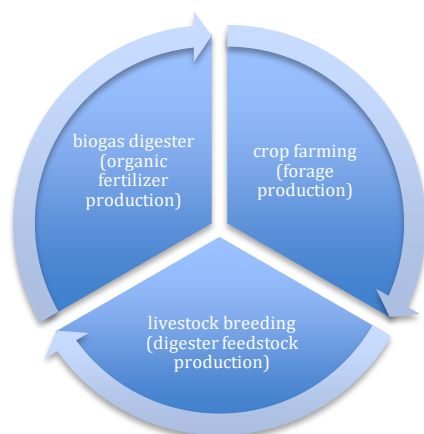 biogas digester
(organic
fertilizer
production)
crop farming
(forage
production)
livestock breeding
(digester feedstock
production)